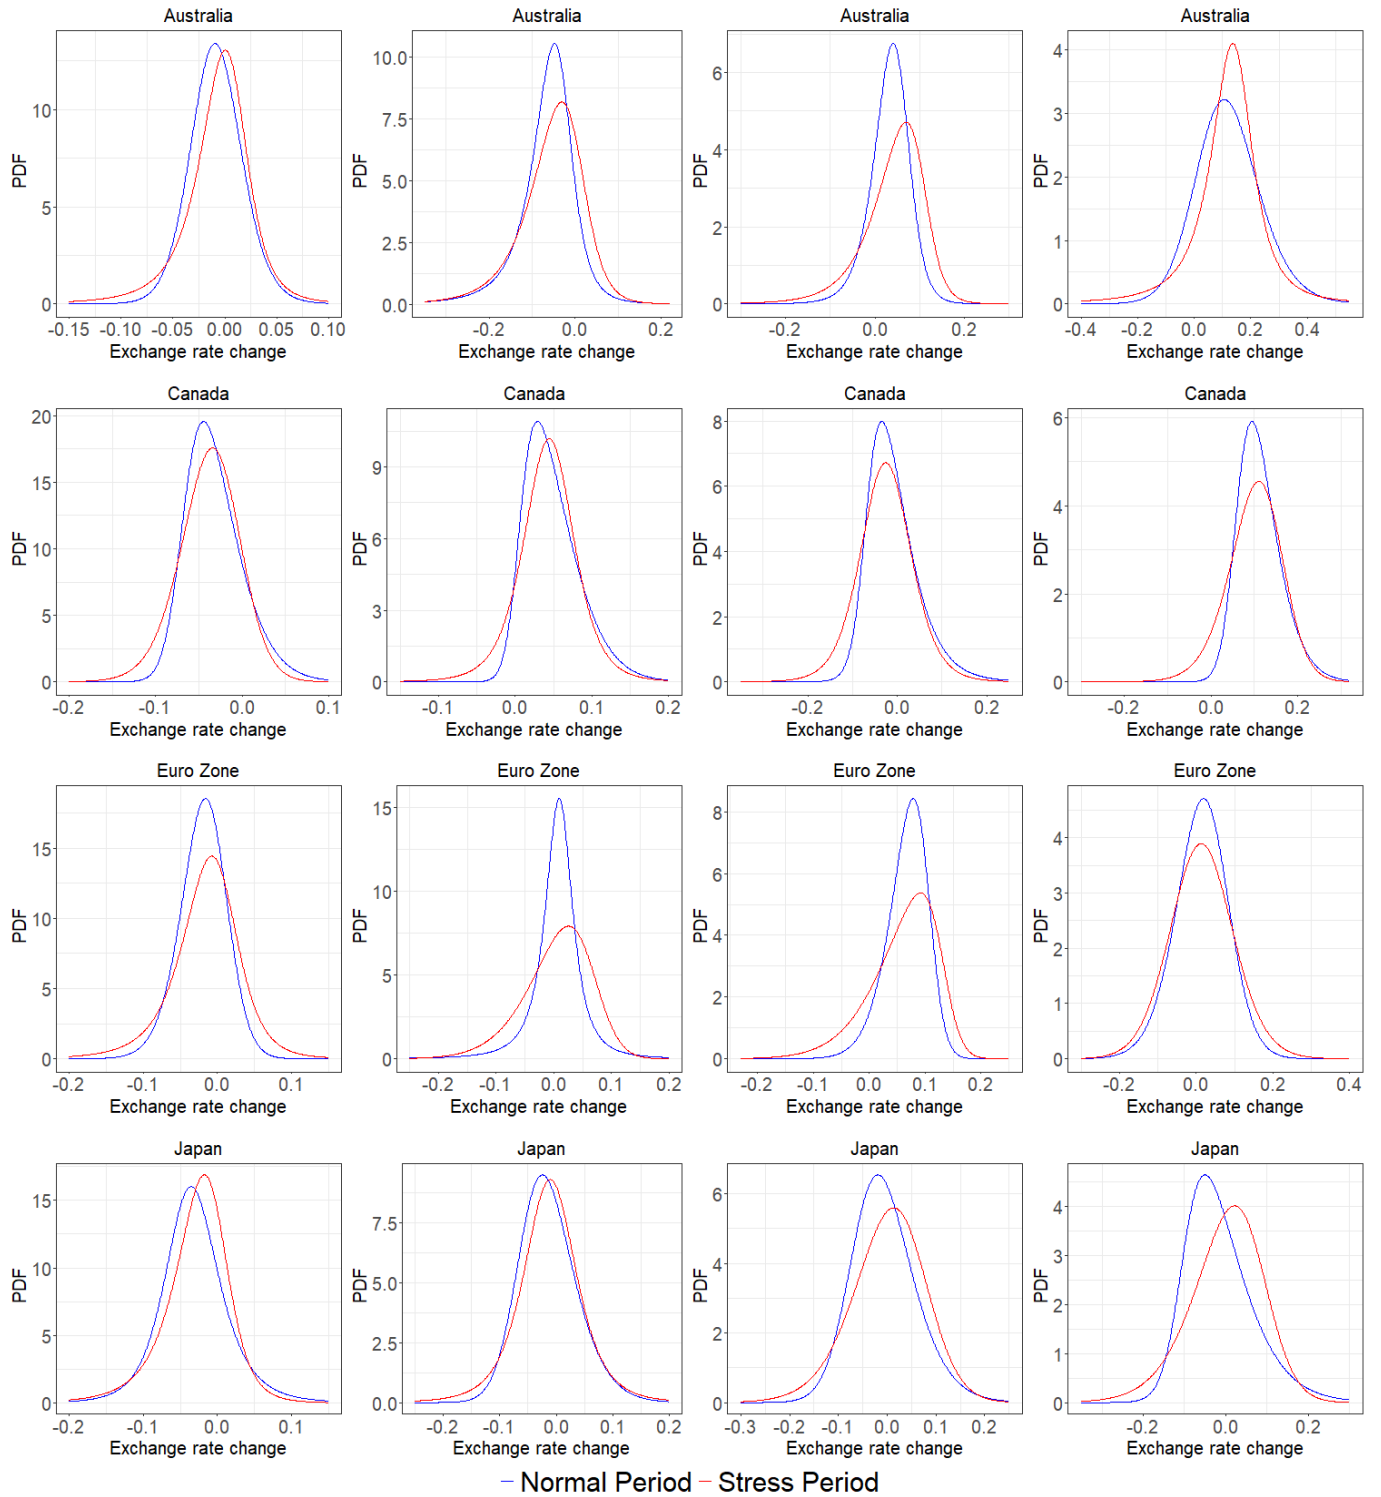 Australia Australia Australia Australia
PDF PDF PDF PDF
10 5 0
10.0 7.5 5.0 2.5 0.0
6 4 2 0
4 3 2 1 0
-0.15 -0.10 -0.05 0.00 0.05 0.10 -0.2 0.0 0.2 -0.2 0.0 0.2 -0.4 -0.2 0.0 0.2 0.4
Exchange rate change Exchange rate change Exchange rate change Exchange rate change
Canada Canada Canada Canada
PDF PDF PDF PDF
20 15 10 5 0
9 6 3 0
8 6 4 2 0
6 4 2 0
-0.2 -0.1 0.0 0.1 -0.1 0.0 0.1 0.2 -0.2 0.0 0.2 -0.2 0.0 0.2
Exchange rate change Exchange rate change Exchange rate change Exchange rate change
Euro Zone Euro Zone Euro Zone Euro Zone
PDF PDF PDF PDF
15 10 5 0
15 10 5 0
8 6 4 2 0
4 3 2 1 0
-0.2 -0.1 0.0 0.1 -0.2 -0.1 0.0 0.1 0.2 -0.2 -0.1 0.0 0.1 0.2 -0.2 0.0 0.2 0.4
Exchange rate change Exchange rate change Exchange rate change Exchange rate change
Japan Japan Japan Japan
PDF PDF PDF PDF
15 10 5 0
7.5 5.0 2.5 0.0
6 4 2 0
4 3 2 1 0
-0.2 -0.1 0.0 0.1 -0.2 -0.1 0.0 0.1 0.2 -0.3 -0.2 -0.1 0.0 0.1 0.2 -0.2 0.0 0.2
Exchange rate change Exchange rate change Exchange rate change Exchange rate change
Normal Period Stress Period